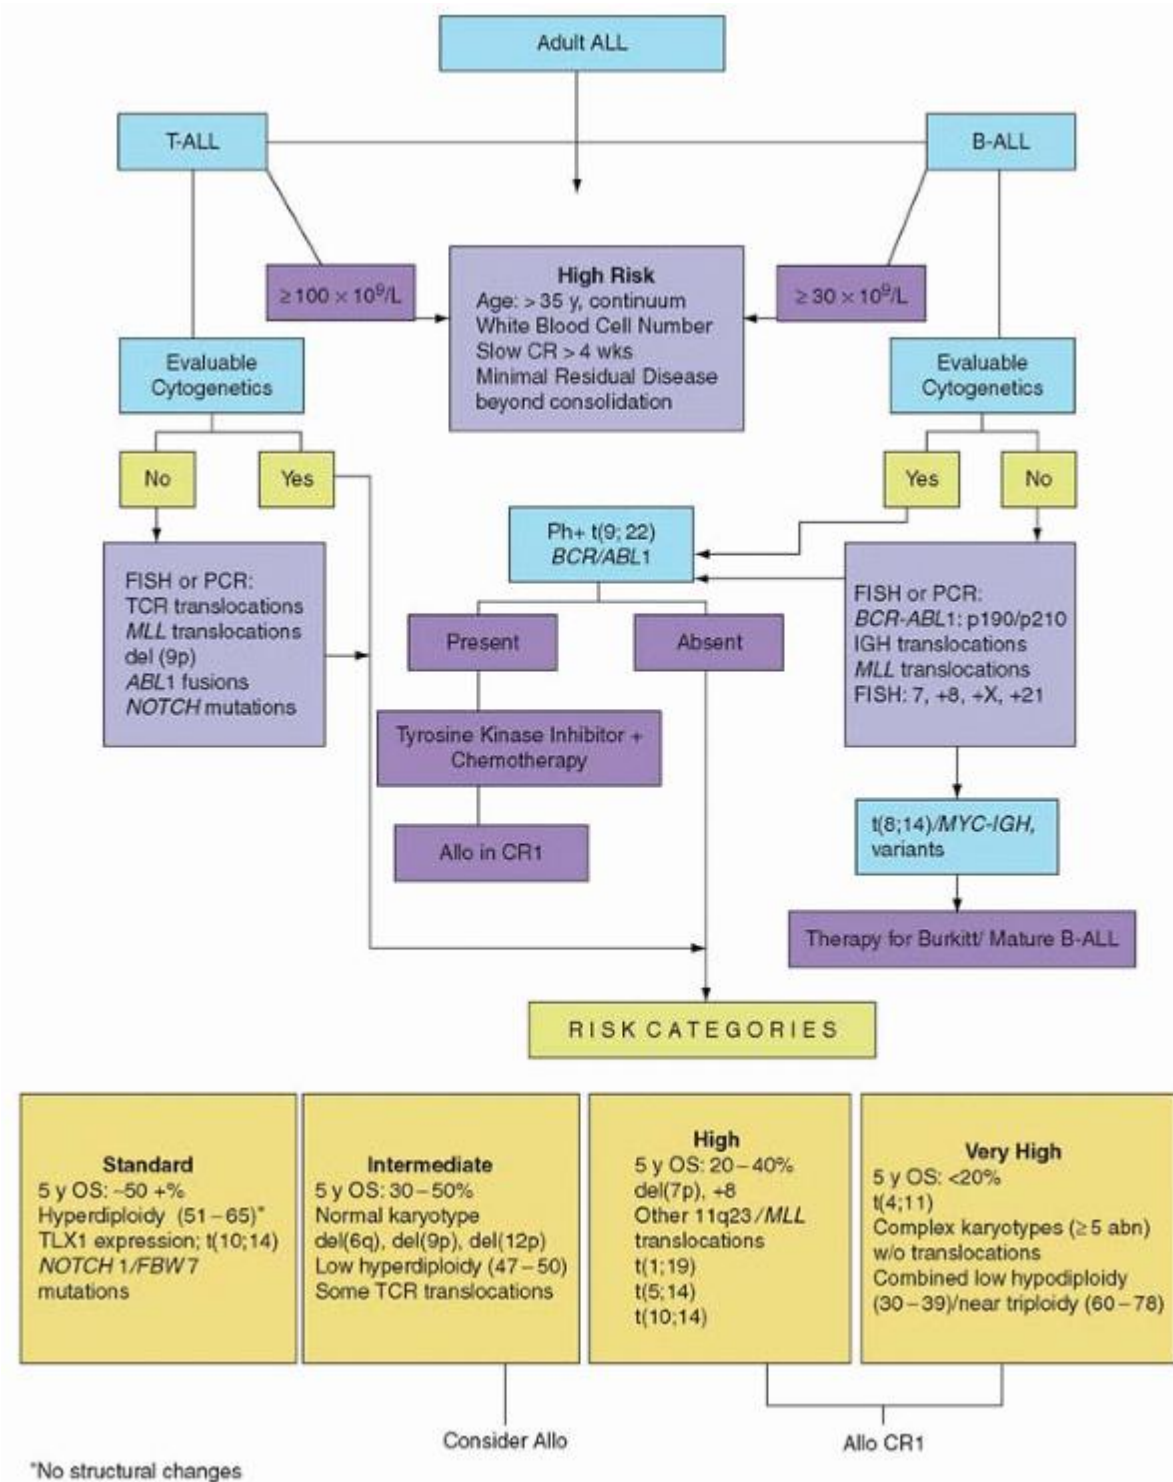 Adult ALL
T-ALL
B-ALL
≥ 100 × 10⁹/L
High Risk
Age: > 35 y, continuum
White Blood Cell Number
Slow CR > 4 wks
Minimal Residual Disease
beyond consolidation
≥ 30 × 10⁹/L
Evaluable
Cytogenetics
Evaluable
Cytogenetics
No
Yes
Yes
No
Ph+ t(9; 22)
BCR/ABL1
FISH or PCR:
TCR translocations
MLL translocations
del (9p)
ABL1 fusions
NOTCH mutations
Present
Absent
FISH or PCR:
BCR-ABL1: p190/p210
IGH translocations
MLL translocations
FISH: 7, +8, +X, +21
Tyrosine Kinase Inhibitor +
Chemotherapy
Allo in CR1
t(8;14)/MYC-IGH,
variants
Therapy for Burkitt/ Mature B-ALL
RISK CATEGORIES
Standard
5 y OS: ~50 +%
Hyperdiploidy (51–65)*
TLX1 expression; t(10;14)
NOTCH 1/FBW 7
mutations
Intermediate
5 y OS: 30–50%
Normal karyotype
del(6q), del(9p), del(12p)
Low hyperdiploidy (47–50)
Some TCR translocations
High
5 y OS: 20–40%
del(7p), +8
Other 11q23/MLL
translocations
t(1;19)
t(5;14)
t(10;14)
Very High
5 y OS: <20%
t(4;11)
Complex karyotypes (≥ 5 abn)
w/o translocations
Combined low hypodiploidy
(30–39)/near triploidy (60–78)
Consider Allo
Allo CR1
*No structural changes